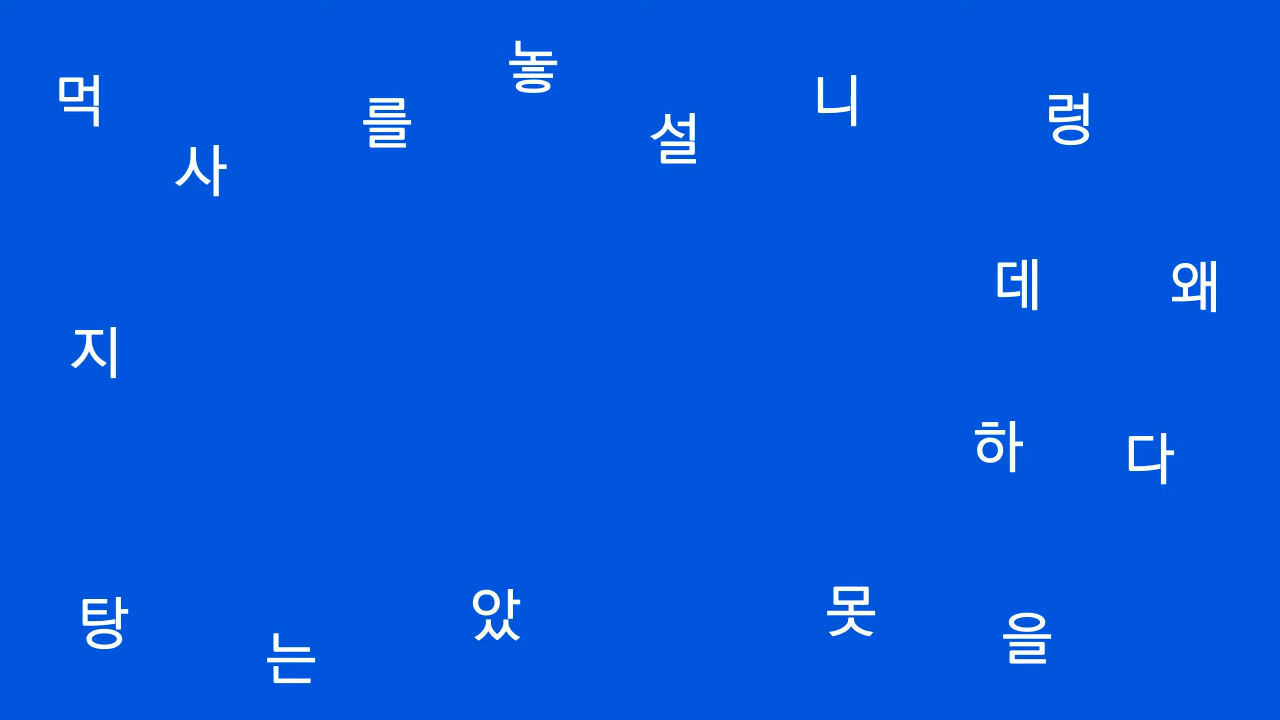 먹 사 를 놓 설 니 렁
지 데 왜
하 다
탕 는 았 못 을